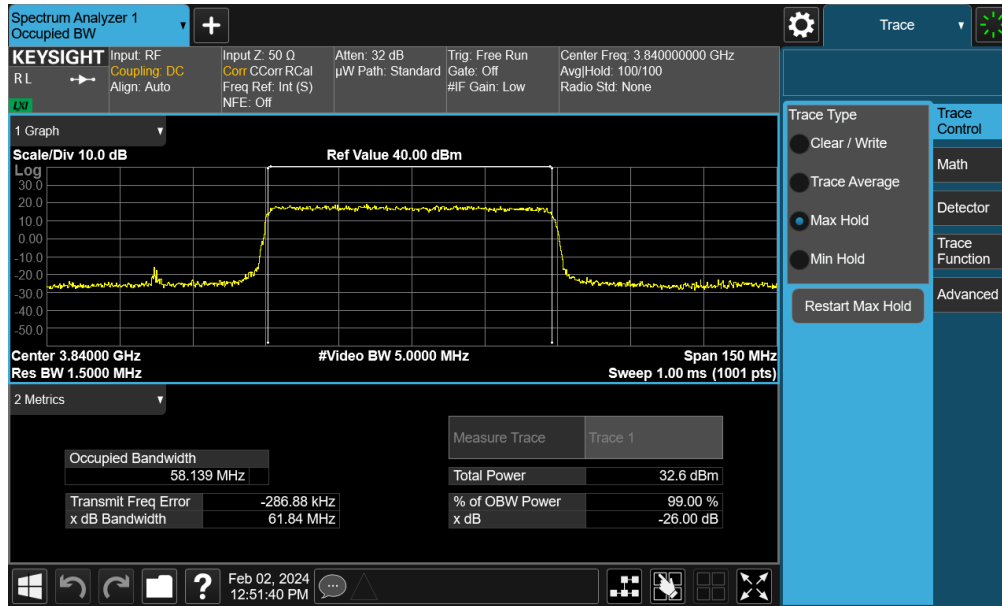 Spectrum Analyzer 1
Occupied BW
+
Trace
KEYSIGHT
R L
LXI
Input: RF
Coupling: DC
Align: Auto
Input Z: 50 Ω
Corr CCorr RCal
Freq Ref: Int (S)
NFE: Off
Atten: 32 dB
µW Path: Standard
Trig: Free Run
Gate: Off
#IF Gain: Low
Center Freq: 3.840000000 GHz
Avg|Hold: 100/100
Radio Std: None
1 Graph
Scale/Div 10.0 dB
Ref Value 40.00 dBm
Log
30.0
20.0
10.0
0.00
-10.0
-20.0
-30.0
-40.0
-50.0
Center 3.84000 GHz
#Video BW 5.0000 MHz
Span 150 MHz
Res BW 1.5000 MHz
Sweep 1.00 ms (1001 pts)
2 Metrics
Measure Trace
Trace 1
Occupied Bandwidth
58.139 MHz
Total Power
32.6 dBm
Transmit Freq Error
-286.88 kHz
% of OBW Power
99.00 %
x dB Bandwidth
61.84 MHz
x dB
-26.00 dB
Trace Type
Clear / Write
Trace Average
Max Hold
Min Hold
Restart Max Hold
Trace
Control
Math
Detector
Trace
Function
Advanced
?
Feb 02, 2024
12:51:40 PM